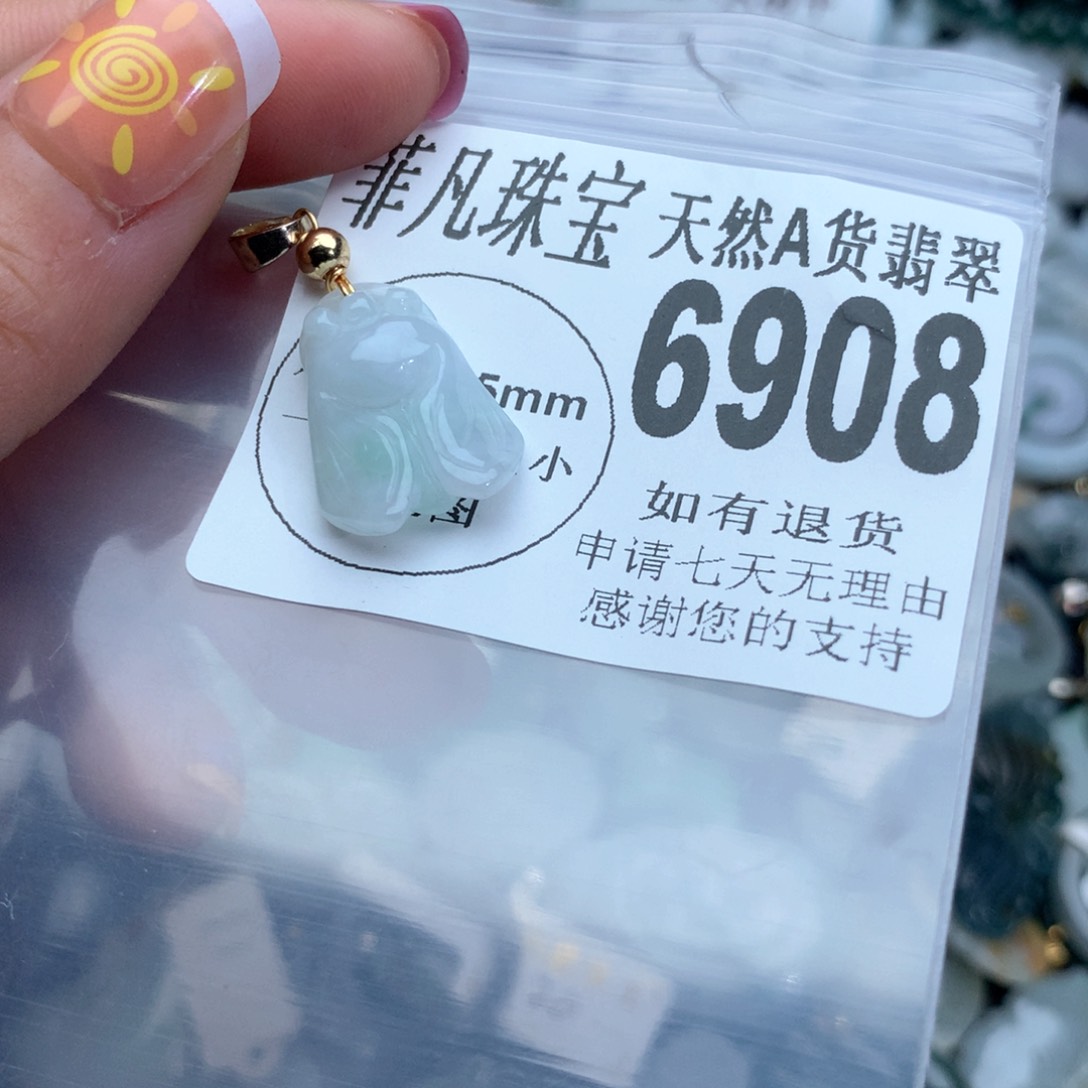 菲凡珠宝 天然A货翡翠
6908
5mm
小
图
如有退货
申请七天无理由
感谢您的支持